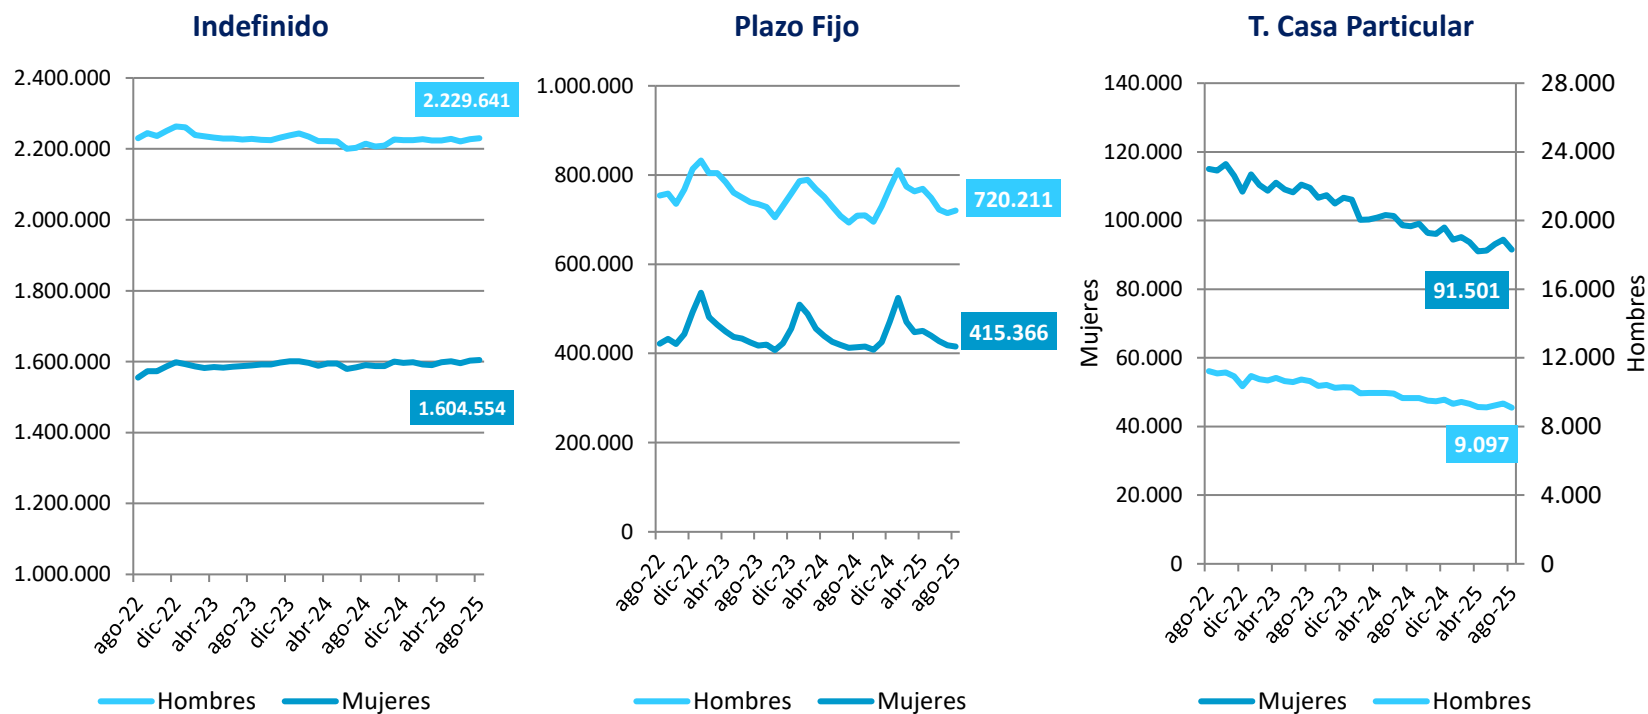 Indefinido
2.400.000
2.200.000
2.000.000
1.800.000
1.600.000
1.400.000
1.200.000
1.000.000
2.229.641
1.604.554
ago-22
dic-22
abr-23
ago-23
dic-23
abr-24
ago-24
dic-24
abr-25
ago-25
Hombres
Mujeres
Plazo Fijo
1.000.000
800.000
600.000
400.000
200.000
0
720.211
415.366
ago-22
dic-22
abr-23
ago-23
dic-23
abr-24
ago-24
dic-24
abr-25
ago-25
Hombres
Mujeres
T. Casa Particular
140.000
120.000
100.000
80.000
60.000
40.000
20.000
0
Mujeres
91.501
9.097
28.000
24.000
20.000
16.000
12.000
8.000
4.000
0
Hombres
ago-22
dic-22
abr-23
ago-23
dic-23
abr-24
ago-24
dic-24
abr-25
ago-25
Mujeres
Hombres